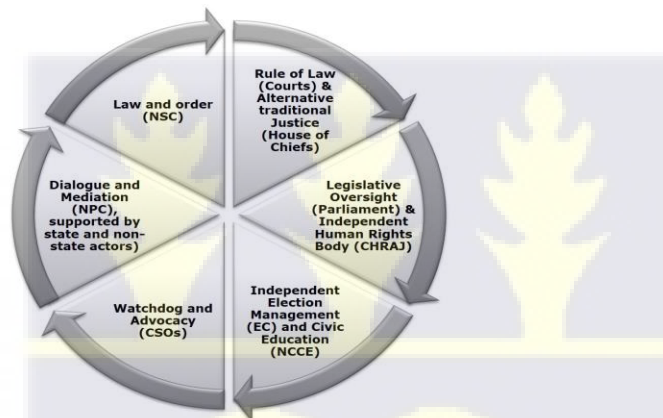 Rule of Law
(Courts) &
Alternative
traditional
Justice
(House of
Chiefs)
Legislative
Oversight
(Parliament) &
Independent
Human Rights
Body (CHRAJ)
Independent
Election
Management
(EC) and Civic
Education
(NCCE)
Watchdog and
Advocacy
(CSOs)
Dialogue and
Mediation (NPC),
supported by
state and non-
state actors)
Law and order
(NSC)